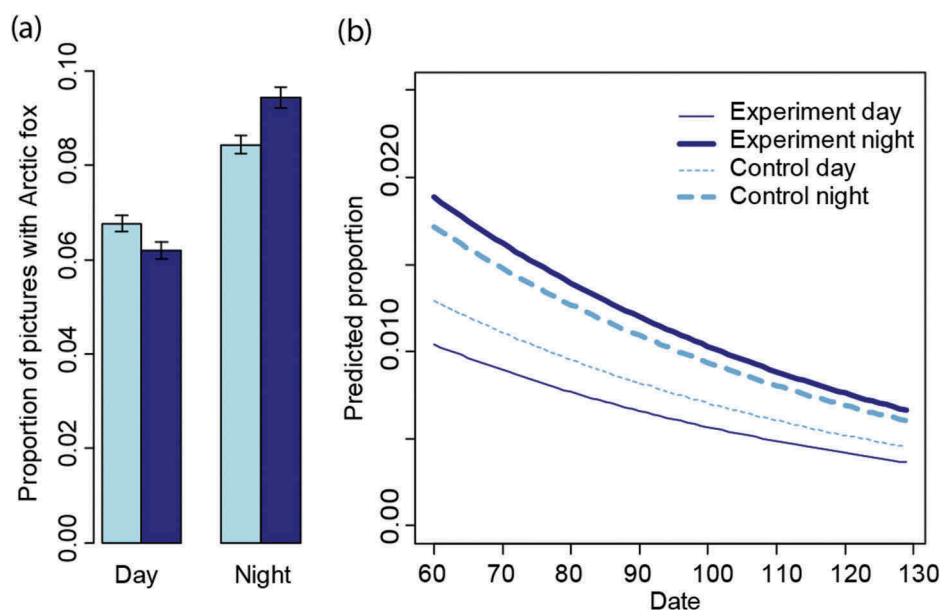 (a)
Proportion of pictures with Arctic fox
0.00
0.02
0.04
0.06
0.08
0.10
Day
Night
(b)
Predicted proportion
0.00
0.010
0.020
Experiment day
Experiment night
Control day
Control night
60 70 80 90 100 110 120 130
Date